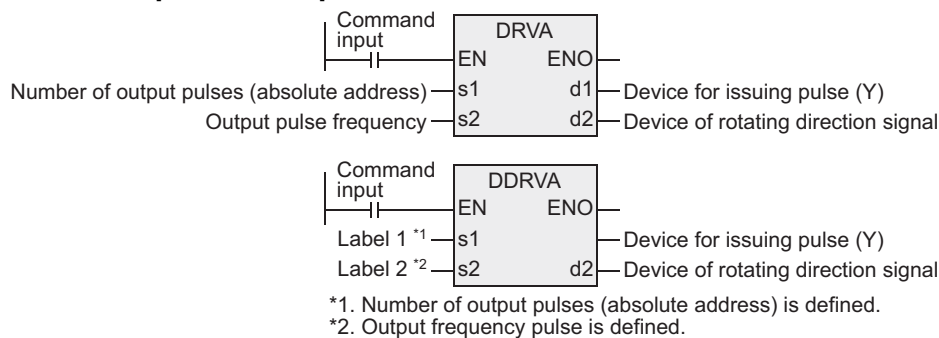 Command
input
DRVA
EN ENO
Number of output pulses (absolute address) s1 d1 Device for issuing pulse (Y)
Output pulse frequency s2 d2 Device of rotating direction signal
Command
input
DDRVA
EN ENO
Label 1 *1 s1 Device for issuing pulse (Y)
Label 2 *2 s2 d2 Device of rotating direction signal
*1. Number of output pulses (absolute address) is defined.
*2. Output frequency pulse is defined.